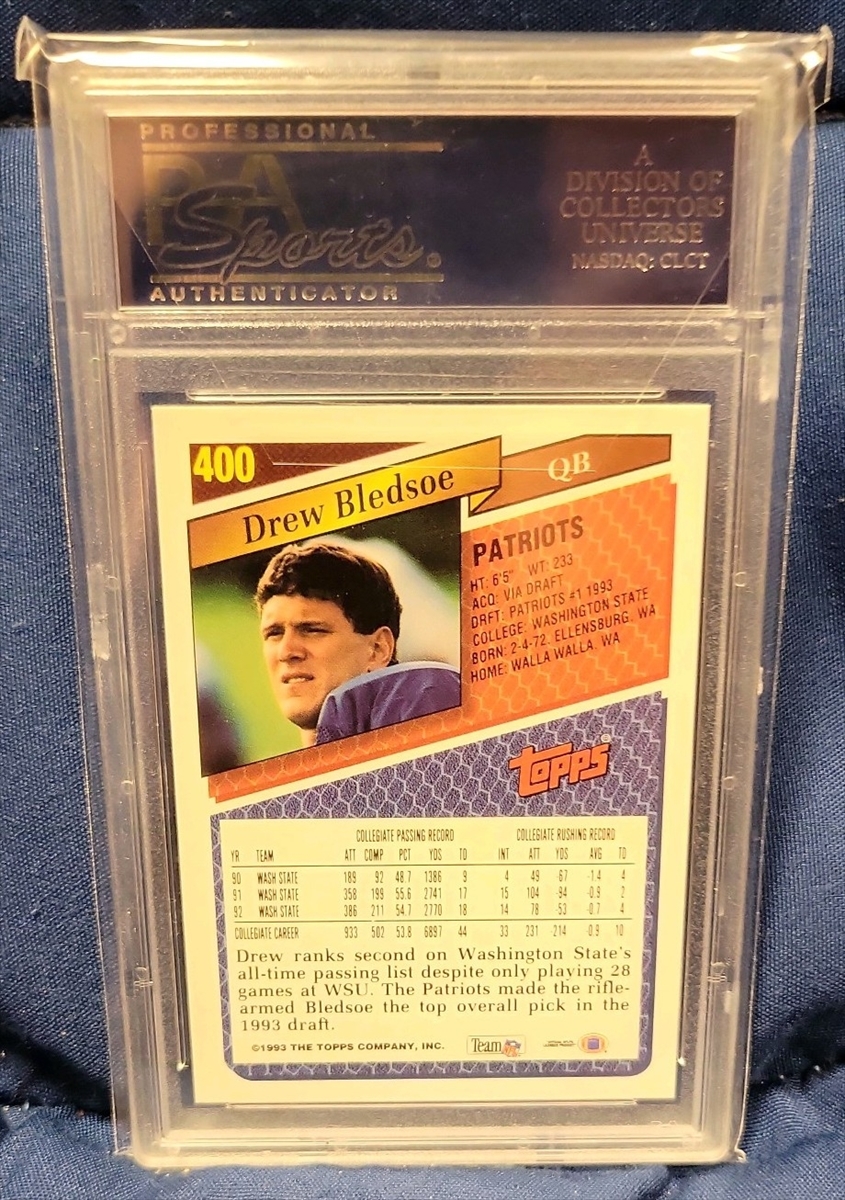 PROFESSIONAL
PSA
Sports
AUTHENTICATOR
A
DIVISION OF
COLLECTORS
UNIVERSE
NASDAQ: CLCT
400
QB
Drew Bledsoe
PATRIOTS
HT: 6'5" WT: 233
ACQ: VIA DRAFT
DRFT: PATRIOTS #1 1993
COLLEGE: WASHINGTON STATE
BORN: 2-4-72, ELLENSBURG, WA
HOME: WALLA WALLA, WA
topps®
COLLEGIATE PASSING RECORD COLLEGIATE RUSHING RECORD
YR TEAM ATT COMP PCT YDS TD INT ATT YDS AVG TD
90 WASH STATE 189 92 48.7 1386 9 4 49 -67 -1.4 4
91 WASH STATE 358 199 55.6 2741 17 15 104 -94 -0.9 2
92 WASH STATE 386 211 54.7 2770 18 14 78 -53 -0.7 4
COLLEGIATE CAREER 933 502 53.8 6897 44 33 231 -214 -0.9 10
Drew ranks second on Washington State's
all-time passing list despite only playing 28
games at WSU. The Patriots made the rifle-
armed Bledsoe the top overall pick in the
1993 draft.
©1993 THE TOPPS COMPANY, INC. Team NFL